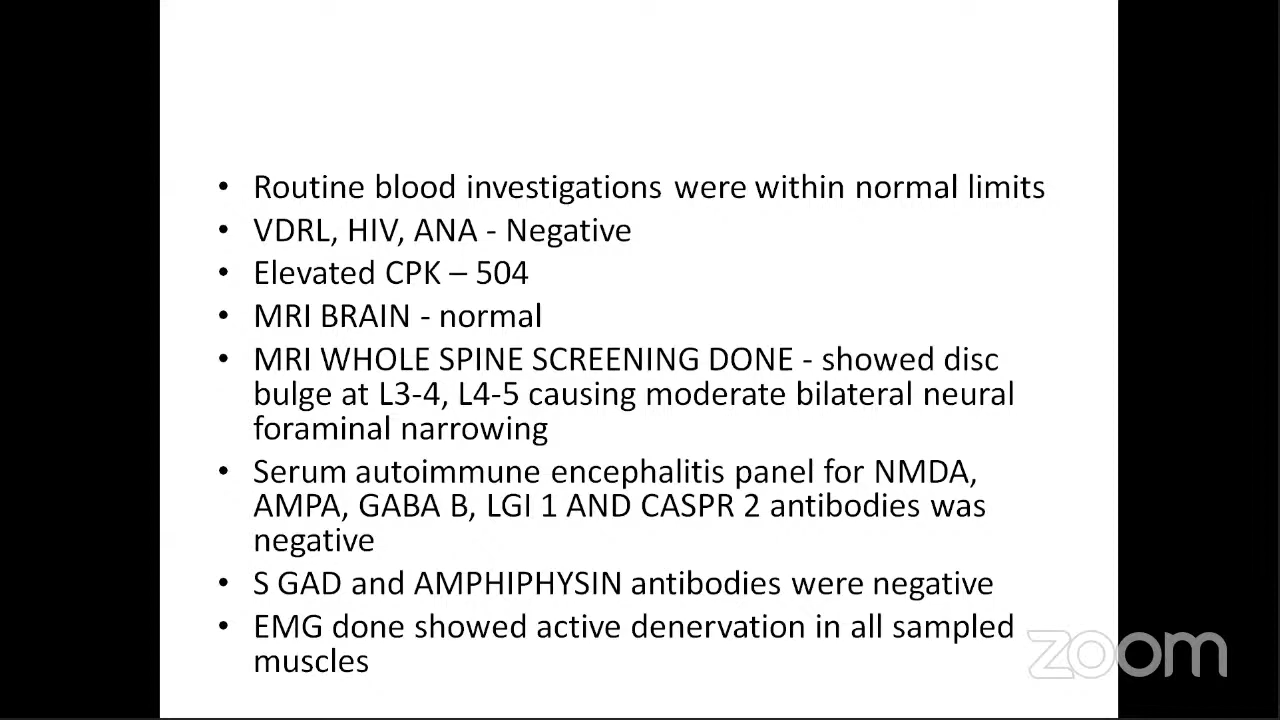 • Routine blood investigations were within normal limits
• VDRL, HIV, ANA - Negative
• Elevated CPK – 504
• MRI BRAIN - normal
• MRI WHOLE SPINE SCREENING DONE - showed disc
bulge at L3-4, L4-5 causing moderate bilateral neural
foraminal narrowing
• Serum autoimmune encephalitis panel for NMDA,
AMPA, GABA B, LGI 1 AND CASPR 2 antibodies was
negative
• S GAD and AMPHIPHYSIN antibodies were negative
• EMG done showed active denervation in all sampled
muscles
zoom